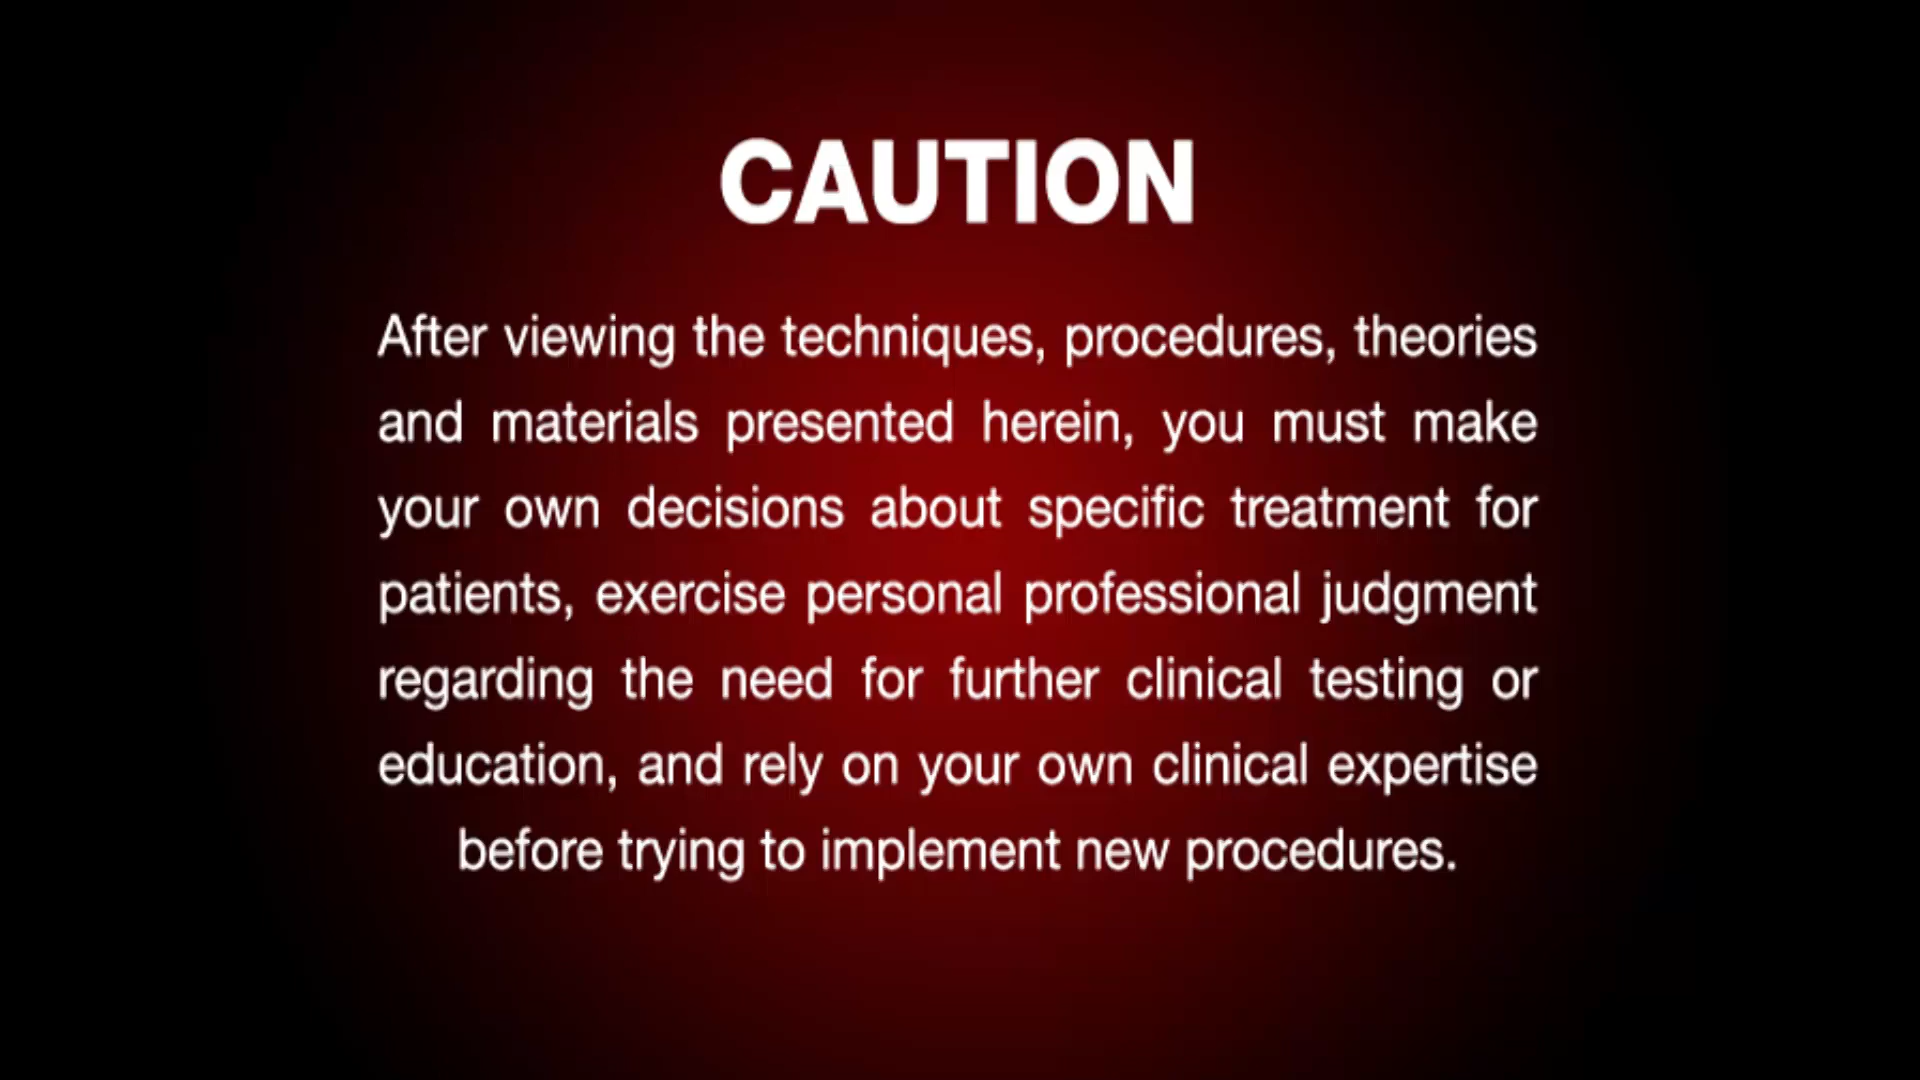 CAUTION
After viewing the techniques, procedures, theories
and materials presented herein, you must make
your own decisions about specific treatment for
patients, exercise personal professional judgment
regarding the need for further clinical testing or
education, and rely on your own clinical expertise
before trying to implement new procedures.